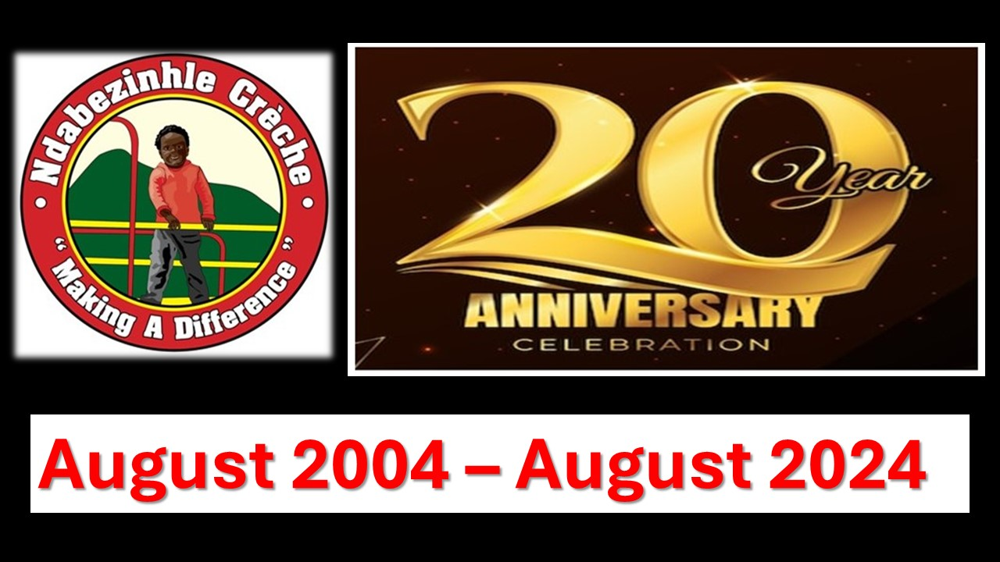 Ndabezinhle Crèche
“ Making A Difference ”
20
Year
ANNIVERSARY
CELEBRATION
August 2004 – August 2024